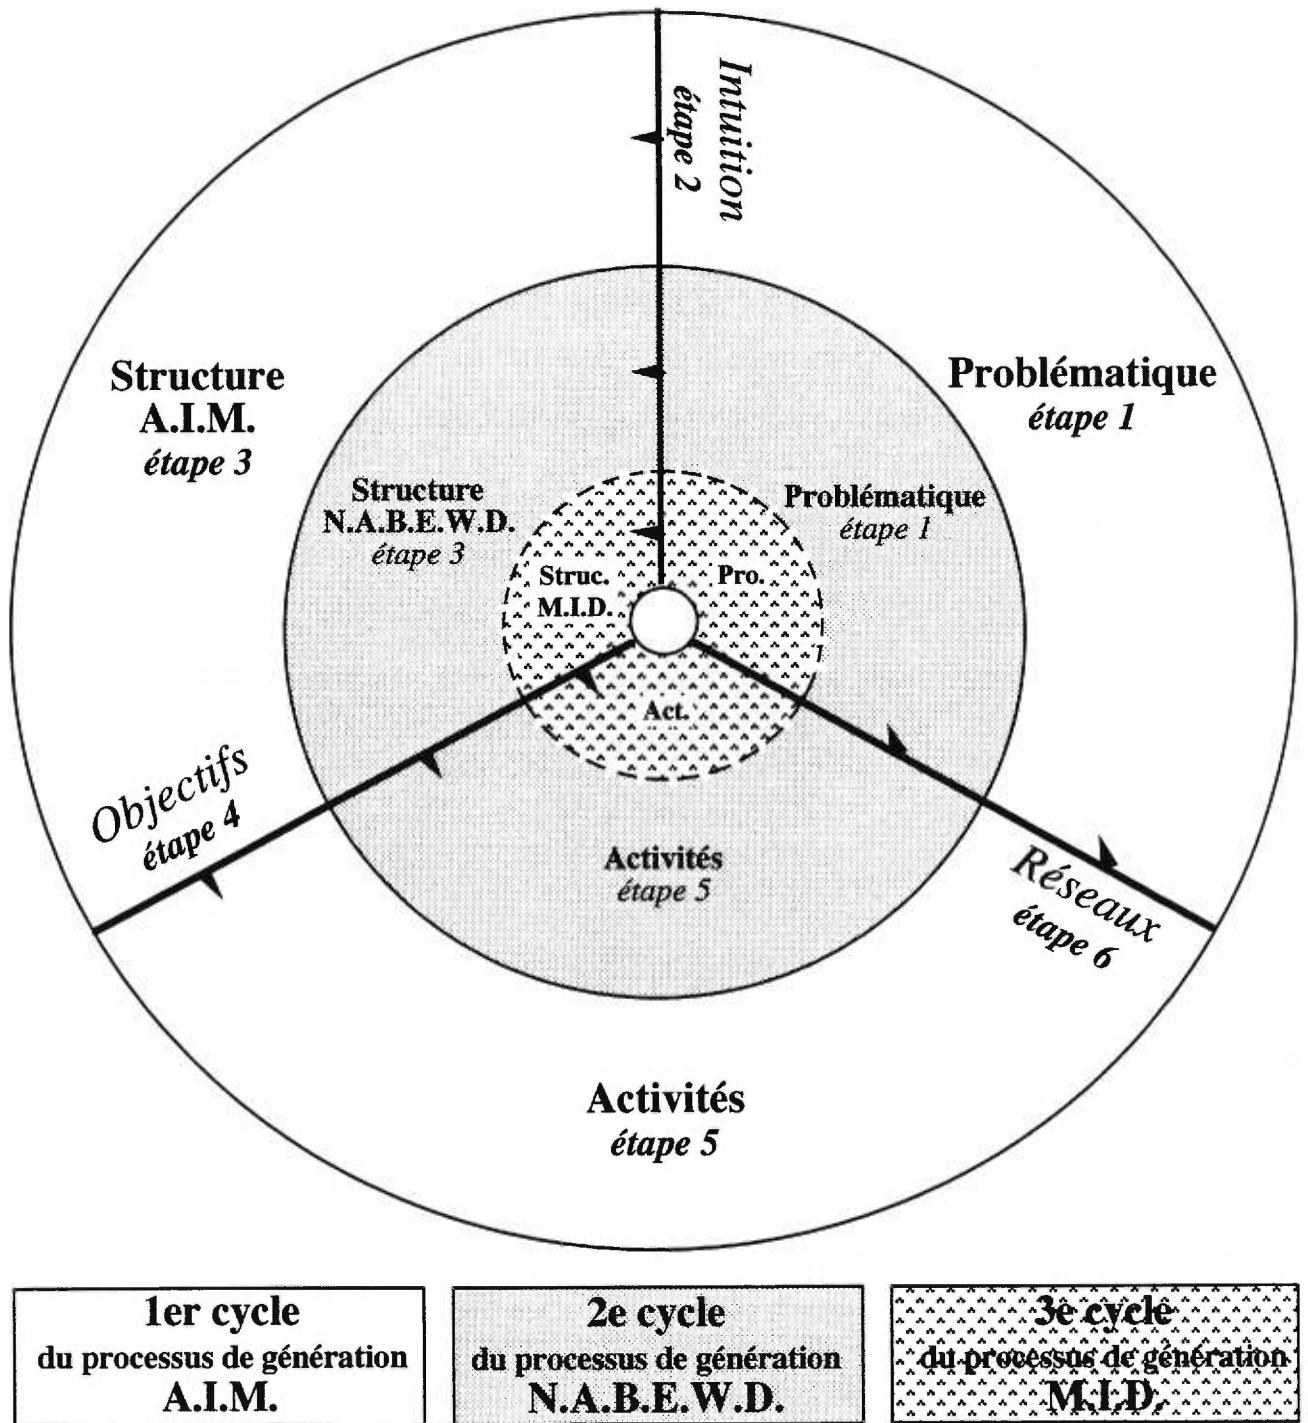 Intuition
étape 2
Structure
A.I.M.
étape 3
Problématique
étape 1
Structure
N.A.B.E.W.D.
étape 3
Problématique
étape 1
Struc.
M.I.D.
Pro.
Act.
Objectifs
étape 4
Activités
étape 5
Réseaux
étape 6
Activités
étape 5
1er cycle
du processus de génération
A.I.M.
2e cycle
du processus de génération
N.A.B.E.W.D.
3e cycle
du processus de génération
M.I.D.